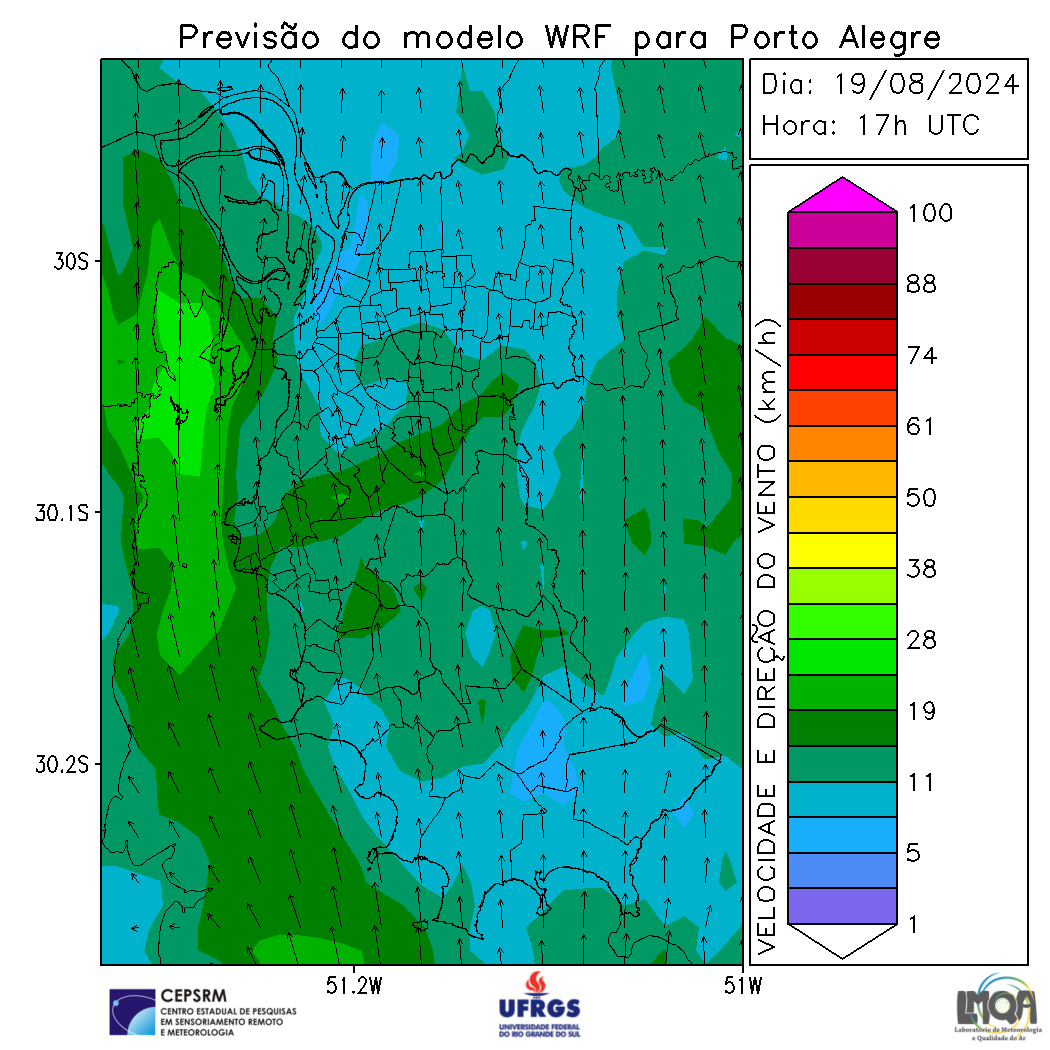 Previsão do modelo WRF para Porto Alegre
Dia: 19/08/2024
Hora: 17h UTC
30S
30.1S
30.2S
51.2W
51W
VELOCIDADE E DIREÇÃO DO VENTO (km/h)
100
88
74
61
50
38
28
19
11
5
1
CEPSRM
CENTRO ESTADUAL DE PESQUISAS
EM SENSORIAMENTO REMOTO
E METEOROLOGIA
UFRGS
UNIVERSIDADE FEDERAL
DO RIO GRANDE DO SUL
LMQA
Laboratório de Meteorologia
e Qualidade do Ar